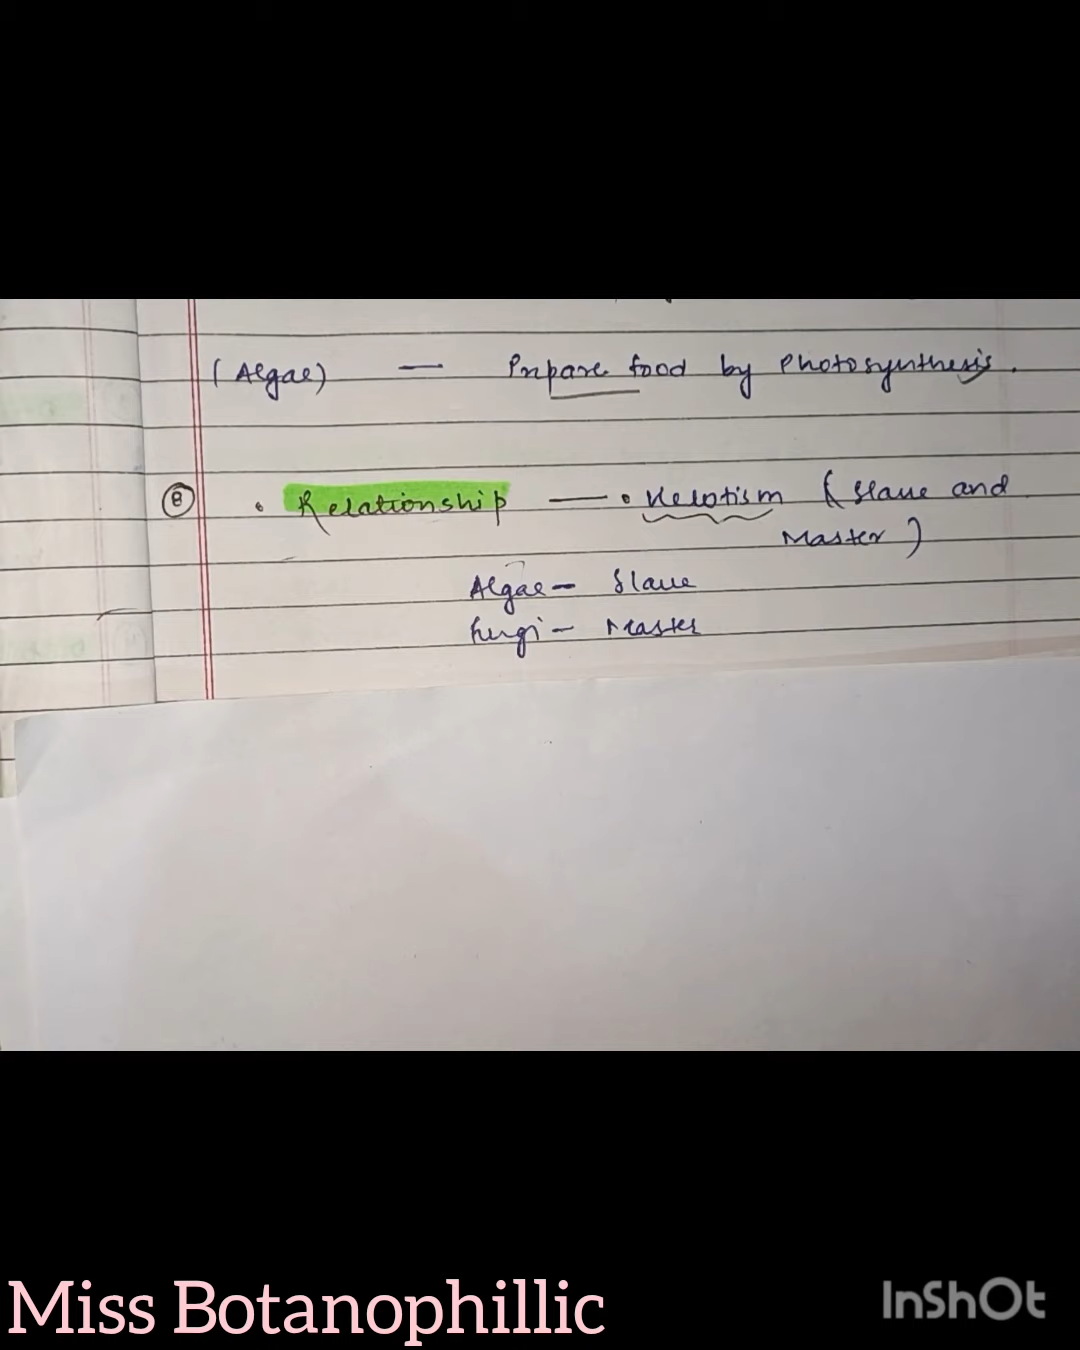 (Algae) — Prepare food by Photosynthesis.
⑧ • Relationship — • Helotism (Slave and
Master)
Algae - Slave
Fungi - Master
Miss Botanophillic
InShOt